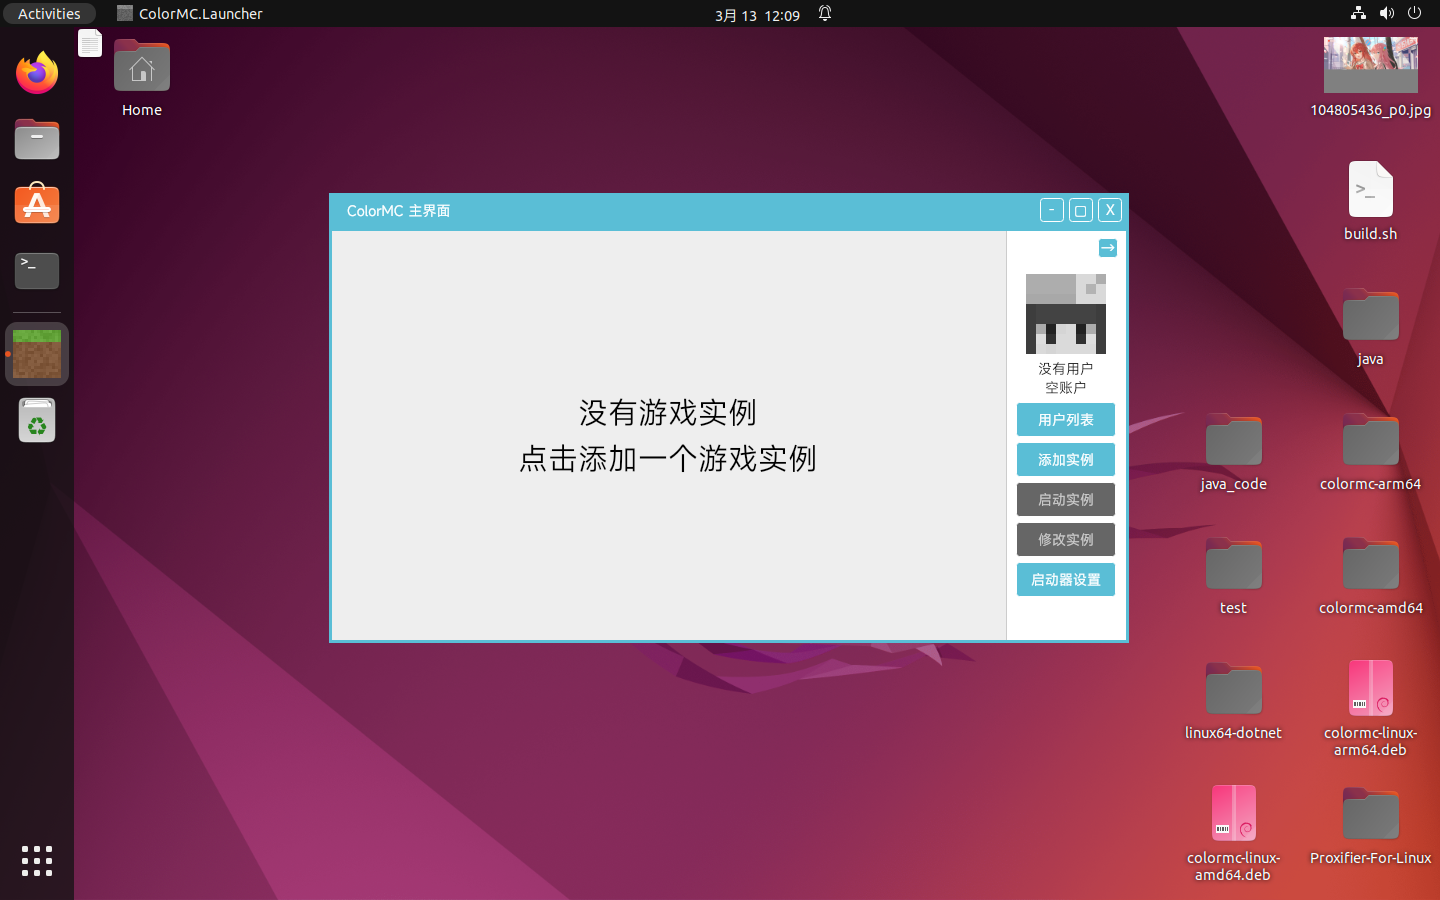 Activities
ColorMC.Launcher
3月 13 12:09
Home
104805436_p0.jpg
build.sh
java
java_code
colormc-arm64
test
colormc-amd64
linux64-dotnet
colormc-linux-
arm64.deb
colormc-linux-
amd64.deb
Proxifier-For-Linux
ColorMC 主界面
- □ X
→
没有游戏实例
点击添加一个游戏实例
没有用户
空账户
用户列表
添加实例
启动实例
修改实例
启动器设置